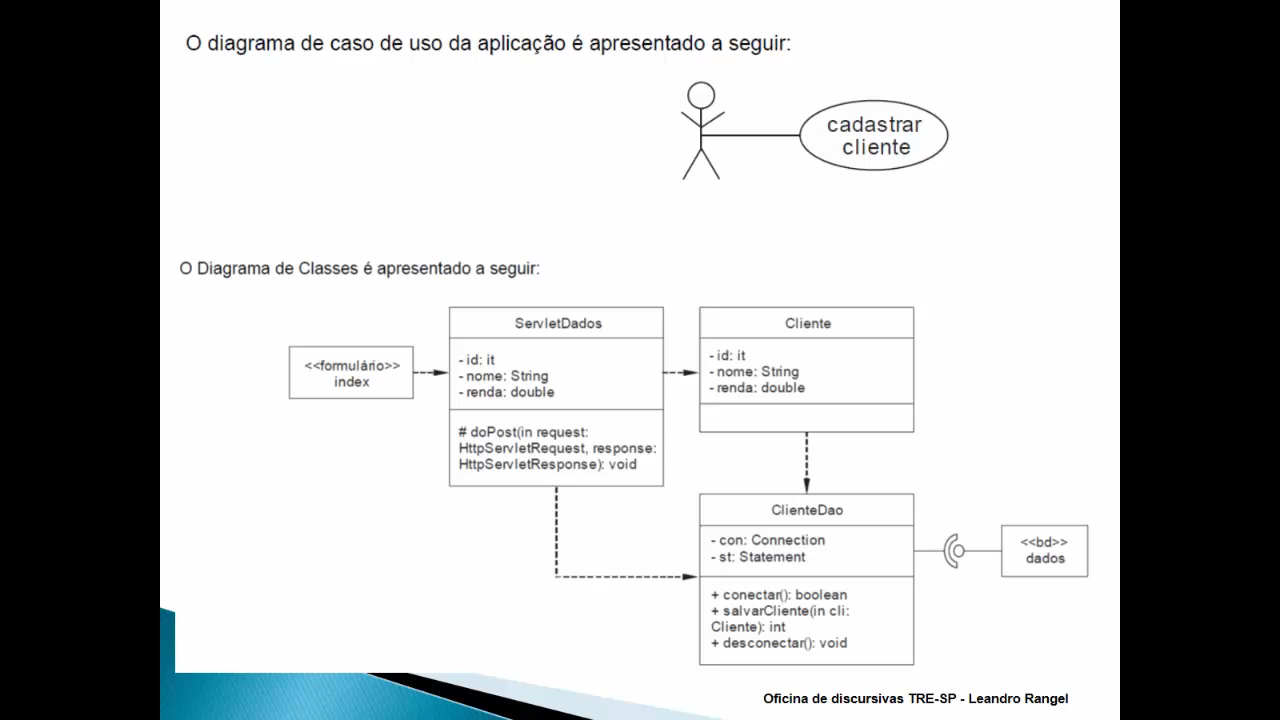 O diagrama de caso de uso da aplicação é apresentado a seguir:
cadastrar
cliente
O Diagrama de Classes é apresentado a seguir:
<<formulário>>
index
ServletDados
- id: it
- nome: String
- renda: double
# doPost(in request:
HttpServletRequest, response:
HttpServletResponse): void
Cliente
- id: it
- nome: String
- renda: double
ClienteDao
- con: Connection
- st: Statement
+ conectar(): boolean
+ salvarCliente(in cli:
Cliente): int
+ desconectar(): void
<<bd>>
dados
Oficina de discursivas TRE-SP - Leandro Rangel